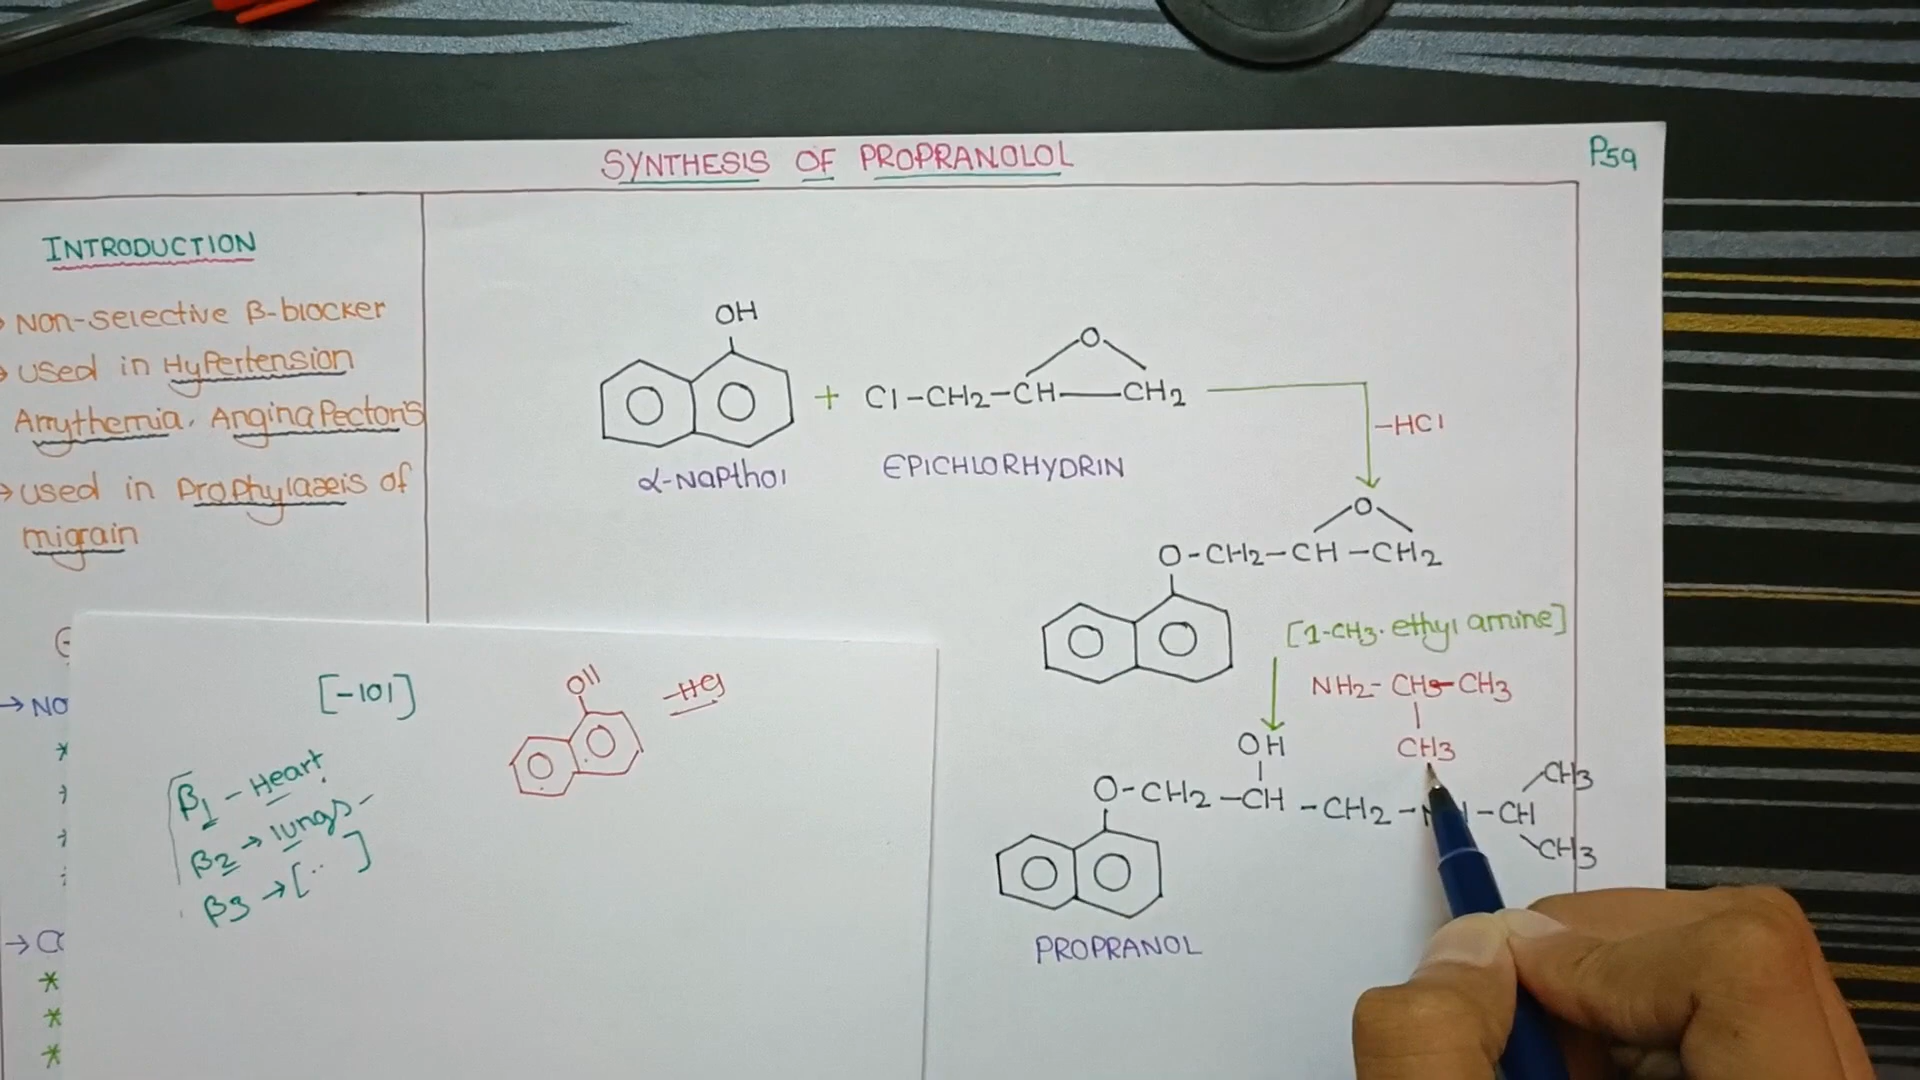 SYNTHESIS OF PROPRANOLOL
P59
INTRODUCTION
→ NON-selective β-blocker
→ used in Hypertension
Arrythemia, Angina Pectoris
→ used in Prophylaxeis of
migrain
OH
+
O
Cl-CH2-CH-CH2
-HCl
α-Napthol
EPICHLORHYDRIN
O
O-CH2-CH-CH2
[1-CH3. ethyl amine]
NH2-CH-CH3
CH3
OH
O-CH2-CH-CH2-
-CH
CH3
CH3
PROPRANOL
→ NO
*
*
*
*
[-101]
OH
-HCl
β1 - Heart
β2 → lungs -
β3 → [.. ]